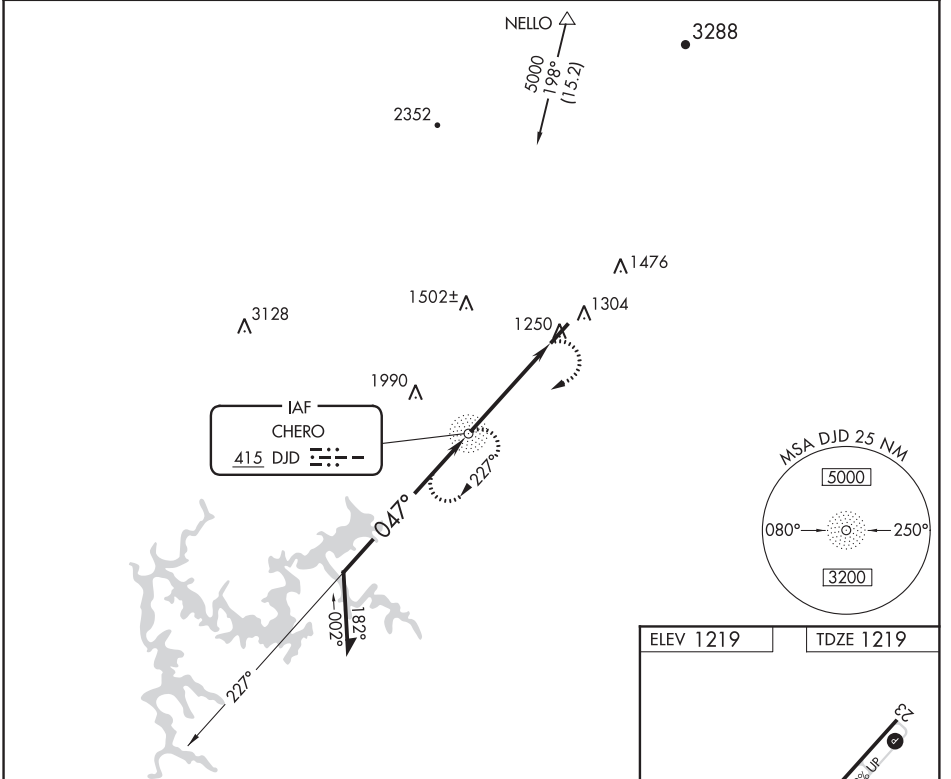 NELLO
3288
5000
198°
(15.2)
2352
1476
1502±
1304
3128
1250
1990
IAF
CHERO
415 DJD
227°
047°
MSA DJD 25 NM
5000
080°
250°
3200
182°
002°
227°
ELEV 1219
TDZE 1219
23
P
% UP